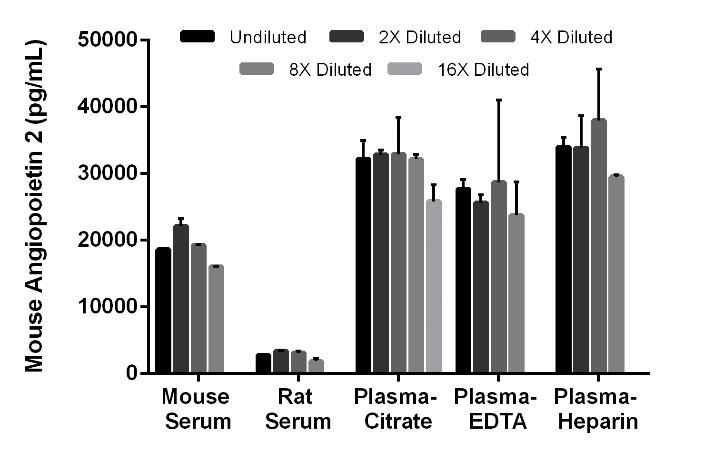 Mouse Angiopoietin 2 (pg/mL)
50000
40000
30000
20000
10000
0
Undiluted 2X Diluted 4X Diluted
8X Diluted 16X Diluted
Mouse Rat Plasma- Plasma- Plasma-
Serum Serum Citrate EDTA Heparin